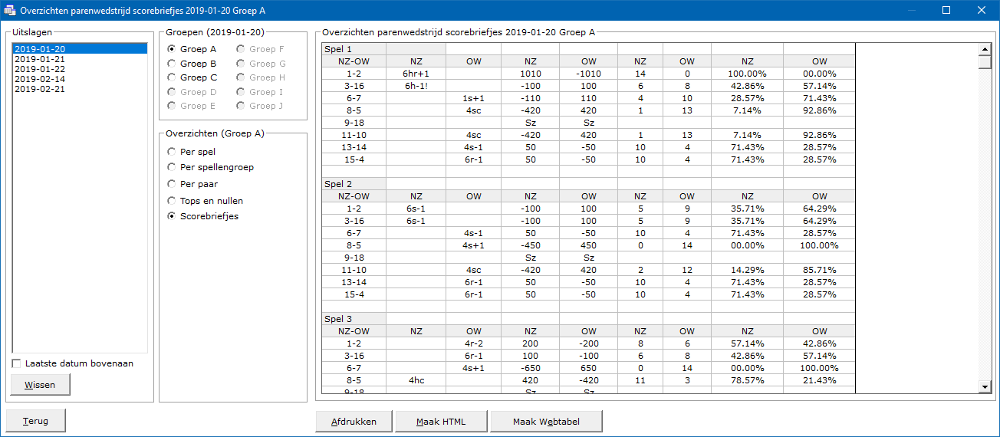 Overzichten parenwedstrijd scorebriefjes 2019-01-20 Groep A
Uitslagen
2019-01-20
2019-01-21
2019-01-22
2019-02-14
2019-02-21
Laatste datum bovenaan
Wissen
Terug
Groepen (2019-01-20)
Groep A Groep F
Groep B Groep G
Groep C Groep H
Groep D Groep I
Groep E Groep J
Overzichten (Groep A)
Per spel
Per spellengroep
Per paar
Tops en nullen
Scorebriefjes
Overzichten parenwedstrijd scorebriefjes 2019-01-20 Groep A
Spel 1
NZ-OW NZ OW NZ OW NZ OW NZ OW
1-2 6hr+1 1010 -1010 14 0 100.00% 00.00%
3-16 6h-1! -100 100 6 8 42.86% 57.14%
6-7 1s+1 -110 110 4 10 28.57% 71.43%
8-5 4sc -420 420 1 13 7.14% 92.86%
9-18 Sz Sz
11-10 4sc -420 420 1 13 7.14% 92.86%
13-14 4s-1 50 -50 10 4 71.43% 28.57%
15-4 6r-1 50 -50 10 4 71.43% 28.57%
Spel 2
NZ-OW NZ OW NZ OW NZ OW NZ OW
1-2 6s-1 -100 100 5 9 35.71% 64.29%
3-16 6s-1 -100 100 5 9 35.71% 64.29%
6-7 4s-1 50 -50 10 4 71.43% 28.57%
8-5 4s+1 -450 450 0 14 00.00% 100.00%
9-18 Sz Sz
11-10 4sc -420 420 2 12 14.29% 85.71%
13-14 6r-1 50 -50 10 4 71.43% 28.57%
15-4 6r-1 50 -50 10 4 71.43% 28.57%
Spel 3
NZ-OW NZ OW NZ OW NZ OW NZ OW
1-2 4r-2 200 -200 8 6 57.14% 42.86%
3-16 6r-1 100 -100 6 8 42.86% 57.14%
6-7 4s+1 -650 650 0 14 00.00% 100.00%
8-5 4hc 420 -420 11 3 78.57% 21.43%
9-18 Sz Sz
Afdrukken
Maak HTML
Maak Webtabel